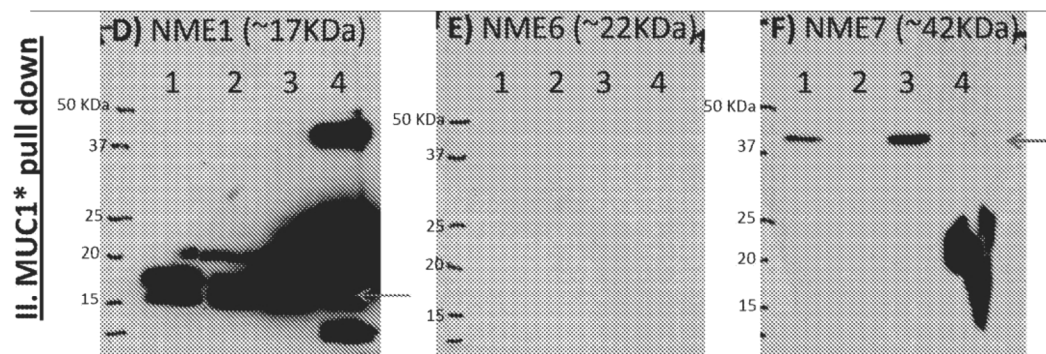 II. MUC1* pull down
D) NME1 (~17KDa)
1 2 3 4
50 KDa
37
25
20
15
E) NME6 (~22KDa)
1 2 3 4
50 KDa
37
25
20
15
F) NME7 (~42KDa)
1 2 3 4
50 KDa
37
25
20
15